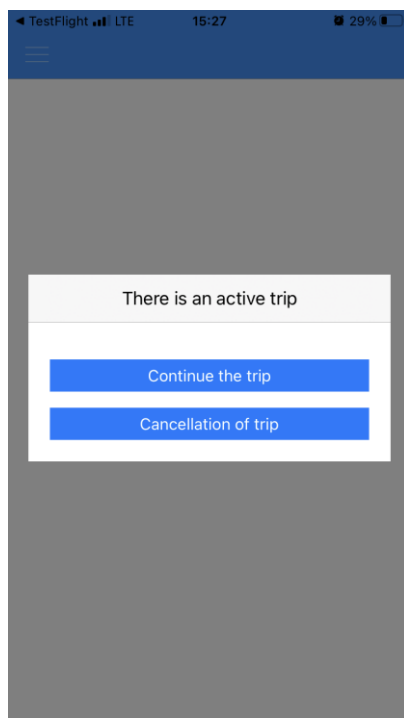 TestFlight LTE 15:27 29%
There is an active trip
Continue the trip
Cancellation of trip